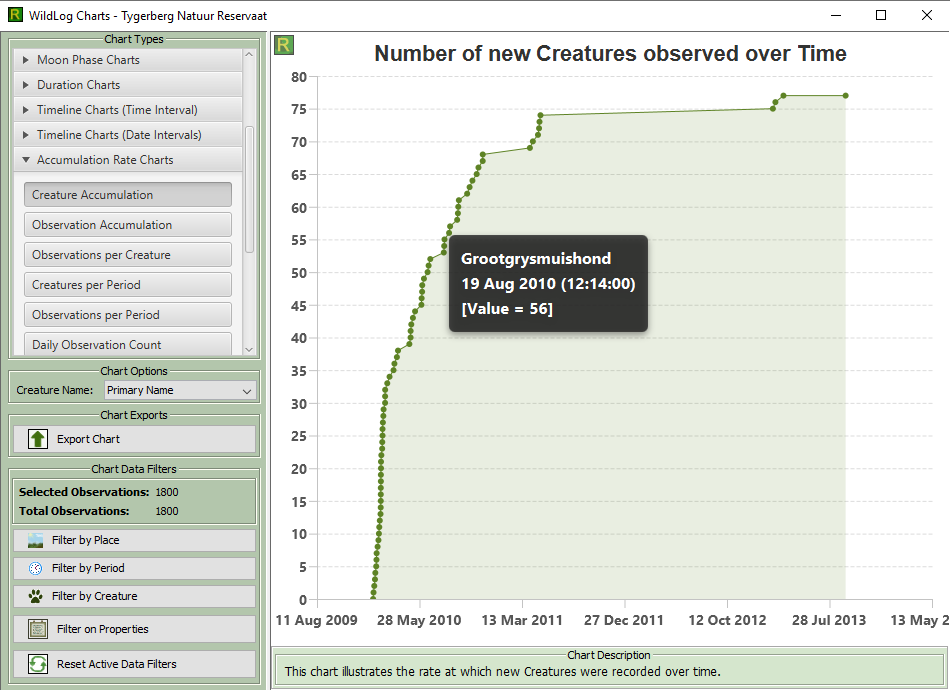 WildLog Charts - Tygerberg Natuur Reservaat
Chart Types
Moon Phase Charts
Duration Charts
Timeline Charts (Time Interval)
Timeline Charts (Date Intervals)
Accumulation Rate Charts
Creature Accumulation
Observation Accumulation
Observations per Creature
Creatures per Period
Observations per Period
Daily Observation Count
Chart Options
Creature Name: Primary Name
Chart Exports
Export Chart
Chart Data Filters
Selected Observations: 1800
Total Observations: 1800
Filter by Place
Filter by Period
Filter by Creature
Filter on Properties
Reset Active Data Filters
R
Number of new Creatures observed over Time
80
75
70
65
60
55
50
45
40
35
30
25
20
15
10
5
0
Grootgrysmuishond
19 Aug 2010 (12:14:00)
[Value = 56]
11 Aug 2009 28 May 2010 13 Mar 2011 27 Dec 2011 12 Oct 2012 28 Jul 2013 13 May 2
Chart Description
This chart illustrates the rate at which new Creatures were recorded over time.